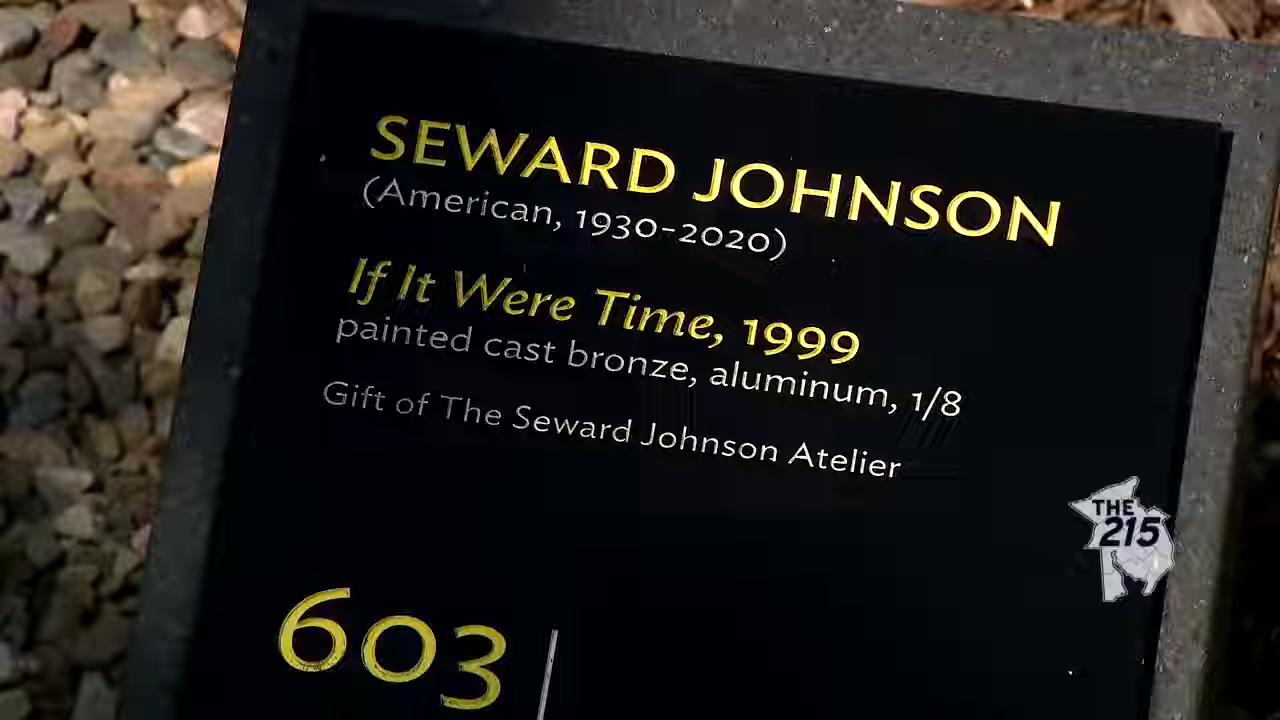 SEWARD JOHNSON
(American, 1930-2020)
If It Were Time, 1999
painted cast bronze, aluminum, 1/8
Gift of The Seward Johnson Atelier
THE
215
603